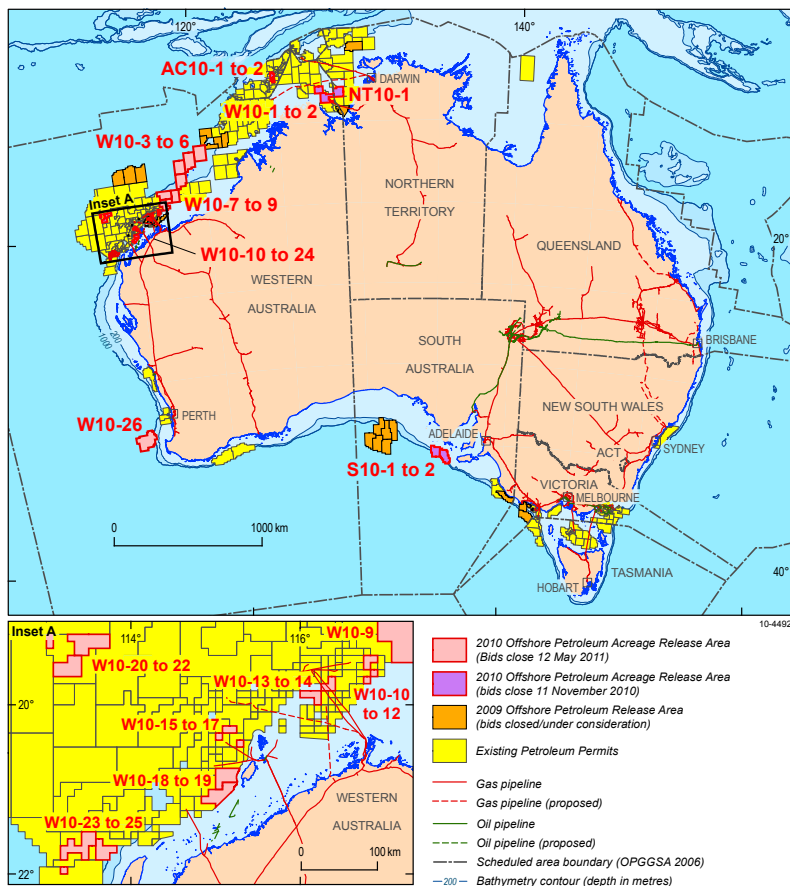 120°
140°
AC10-1 to 2
DARWIN
NT10-1
W10-1 to 2
W10-3 to 6
NORTHERN
TERRITORY
Inset A
W10-7 to 9
QUEENSLAND
20°
W10-10 to 24
WESTERN
AUSTRALIA
200
1000
SOUTH
AUSTRALIA
BRISBANE
NEW SOUTH WALES
W10-26
PERTH
ADELAIDE
ACT
SYDNEY
S10-1 to 2
VICTORIA
MELBOURNE
0
1000 km
TASMANIA
40°
HOBART
10-4492
Inset A
114°
116°
W10-9
W10-20 to 22
W10-13 to 14
W10-10
to 12
20°
W10-15 to 17
W10-18 to 19
WESTERN
AUSTRALIA
W10-23 to 25
0
100 km
22°
2010 Offshore Petroleum Acreage Release Area
(Bids close 12 May 2011)
2010 Offshore Petroleum Acreage Release Area
(bids close 11 November 2010)
2009 Offshore Petroleum Release Area
(bids closed/under consideration)
Existing Petroleum Permits
Gas pipeline
Gas pipeline (proposed)
Oil pipeline
Oil pipeline (proposed)
Scheduled area boundary (OPGGSA 2006)
200
Bathymetry contour (depth in metres)